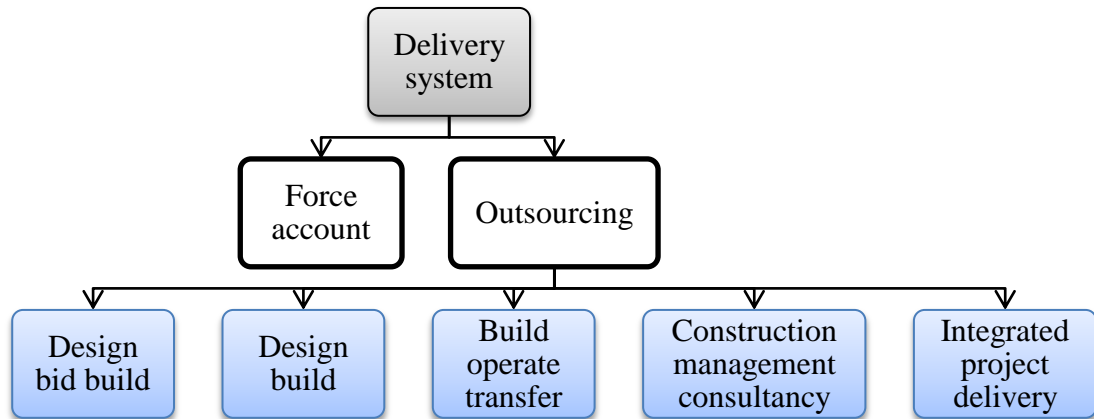 Delivery
system
Force
account
Outsourcing
Design
bid build
Design
build
Build
operate
transfer
Construction
management
consultancy
Integrated
project
delivery